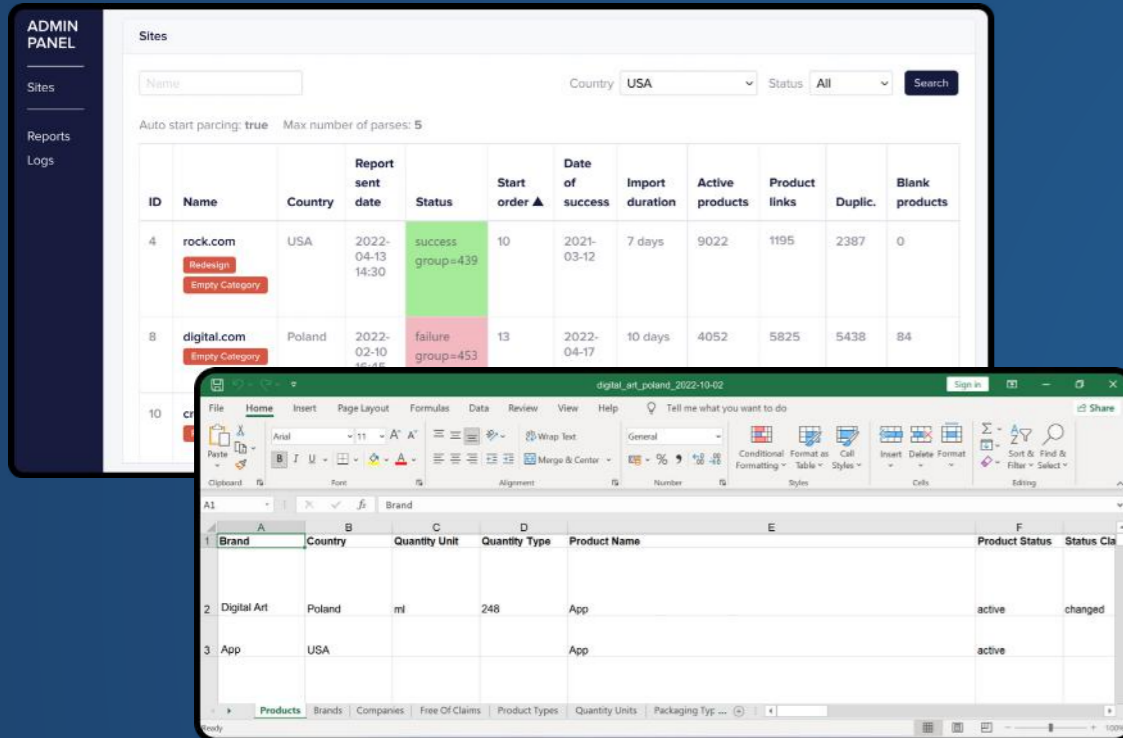 ADMIN
PANEL
Sites
Reports
Logs
Sites
Name
Country USA Status All Search
Auto start parcing: true Max number of parses: 5
ID Name Country Report sent date Status Start order ▲ Date of success Import duration Active products Product links Duplic. Blank products
4 rock.com USA 2022-04-13 14:30 success group=439 10 2021-03-12 7 days 9022 1195 2387 0
Redesign
Empty Category
8 digital.com Poland 2022-02-10 failure group=453 13 2022-04-17 10 days 4052 5825 5438 84
Empty Category
10
digital_art_poland_2022-10-02 Sign in
File Home Insert Page Layout Formulas Data Review View Help Tell me what you want to do Share
Paste Arial 11 A A Wrap Text General Conditional Formatting Format as Table Cell Styles Insert Delete Format Sort & Filter Find & Select
B I U A Merge & Center %
Clipboard Font Alignment Number Styles Cells Editing
A1 fx Brand
A B C D E F
1 Brand Country Quantity Unit Quantity Type Product Name Product Status Status Cla
2 Digital Art Poland ml 248 App active changed
3 App USA App active
Products Brands Companies Free Of Claims Product Types Quantity Units Packaging Typ ...
Ready 100%